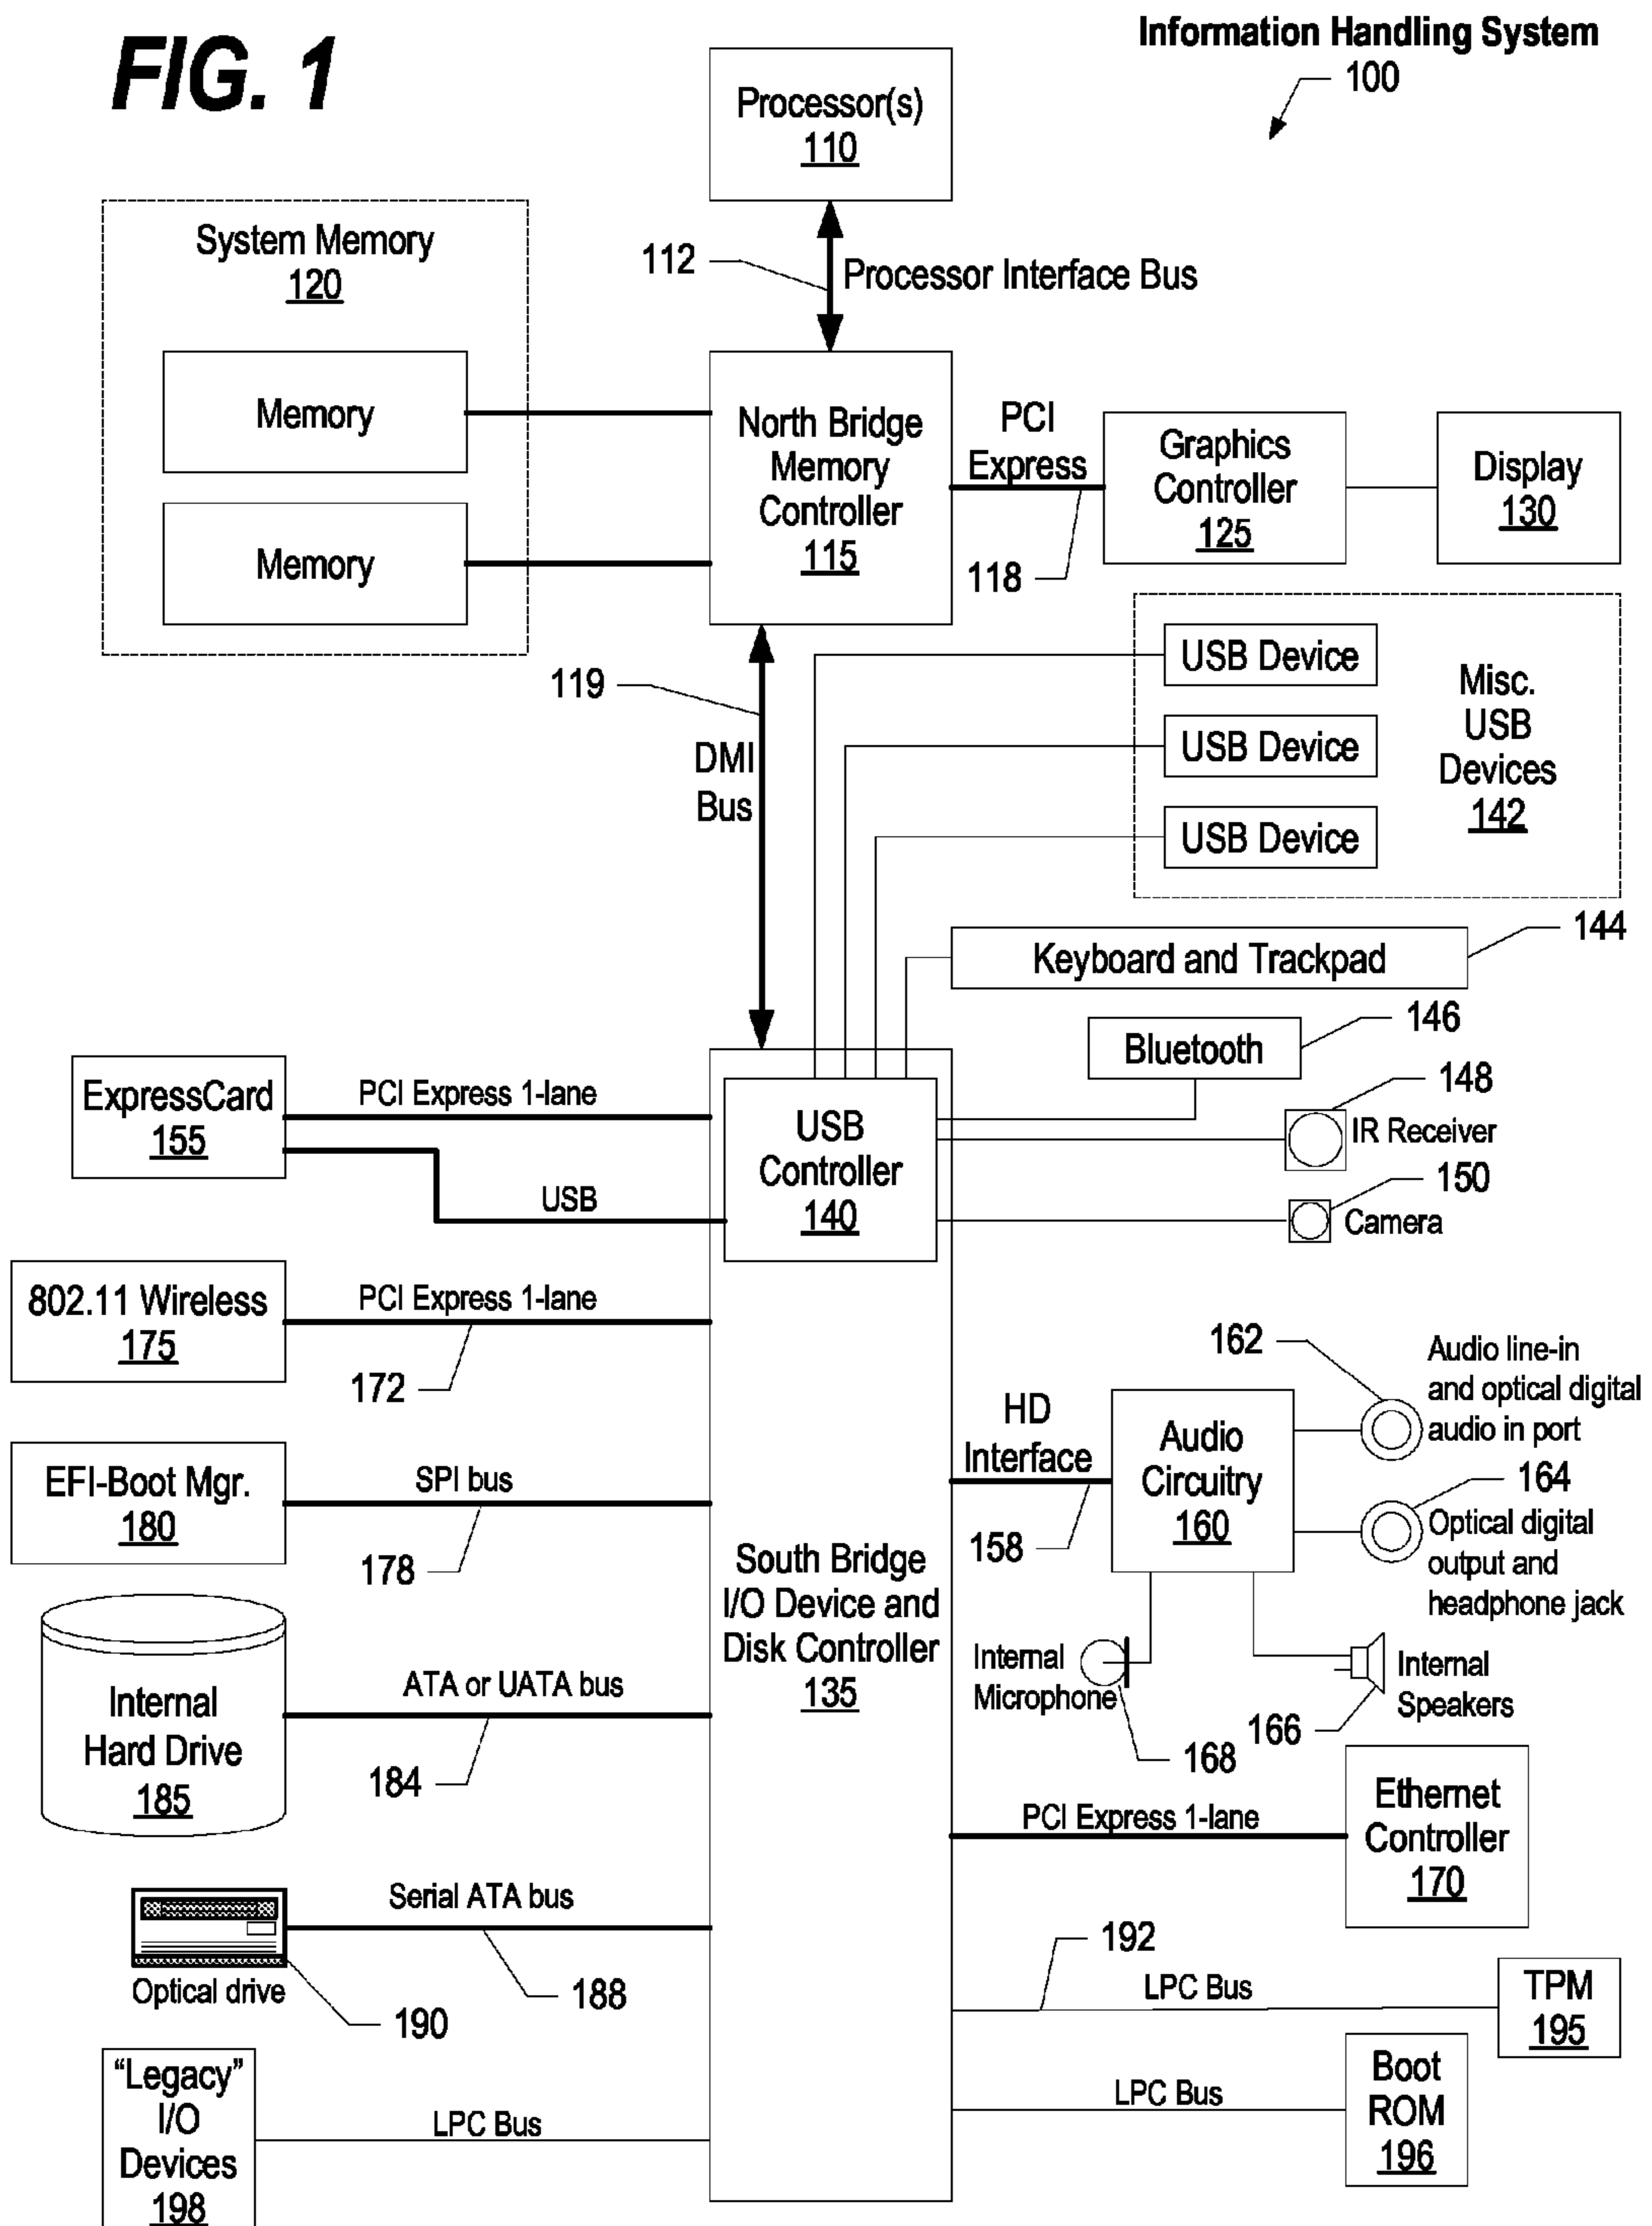 FIG. 1
Information Handling System
100
Processor(s)
110
System Memory
120
112
Processor Interface Bus
Memory
Memory
North Bridge
Memory
Controller
115
PCI
Express
118
Graphics
Controller
125
Display
130
119
DMI
Bus
USB Device
USB Device
USB Device
Misc.
USB
Devices
142
144
Keyboard and Trackpad
146
Bluetooth
148
IR Receiver
150
Camera
ExpressCard
155
PCI Express 1-lane
USB
USB
Controller
140
802.11 Wireless
175
PCI Express 1-lane
172
162
Audio line-in
and optical digital
audio in port
HD
Interface
158
Audio
Circuitry
160
164
Optical digital
output and
headphone jack
EFI-Boot Mgr.
180
SPI bus
178
South Bridge
I/O Device and
Disk Controller
135
Internal
Microphone
168
166
Internal
Speakers
Internal
Hard Drive
185
ATA or UATA bus
184
PCI Express 1-lane
Ethernet
Controller
170
Serial ATA bus
188
Optical drive
190
192
LPC Bus
TPM
195
LPC Bus
Boot
ROM
196
“Legacy”
I/O
Devices
198
LPC Bus